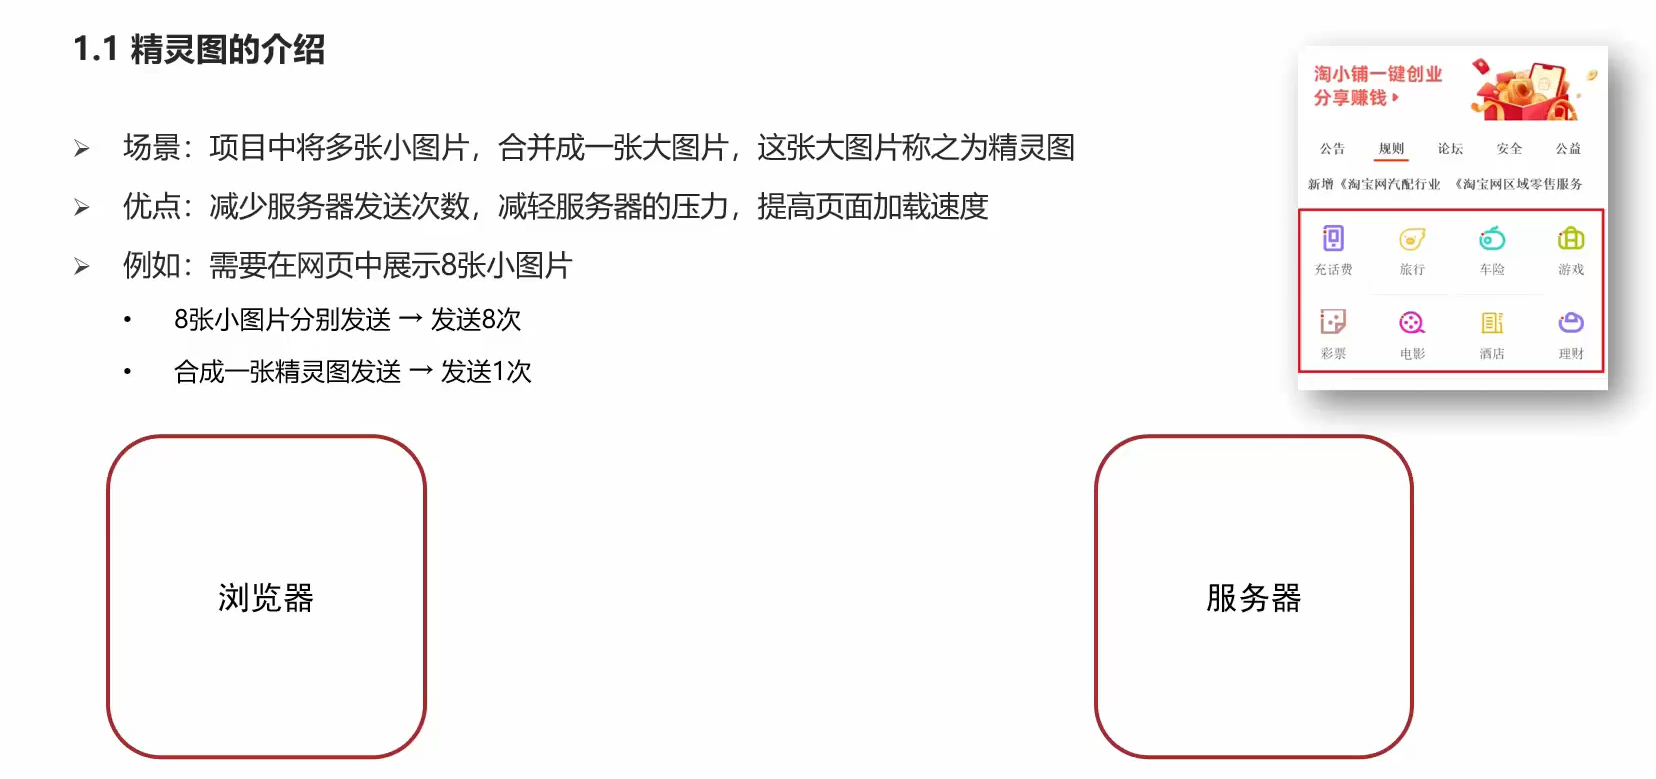 1.1 精灵图的介绍
场景：项目中将多张小图片，合并成一张大图片，这张大图片称之为精灵图
优点：减少服务器发送次数，减轻服务器的压力，提高页面加载速度
例如：需要在网页中展示8张小图片
8张小图片分别发送 → 发送8次
合成一张精灵图发送 → 发送1次
淘小铺一键创业
分享赚钱
公告 规则 论坛 安全 公益
新增《淘宝网汽配行业 《淘宝网区域零售服务
充话费 旅行 车险 游戏
彩票 电影 酒店 理财
浏览器
服务器